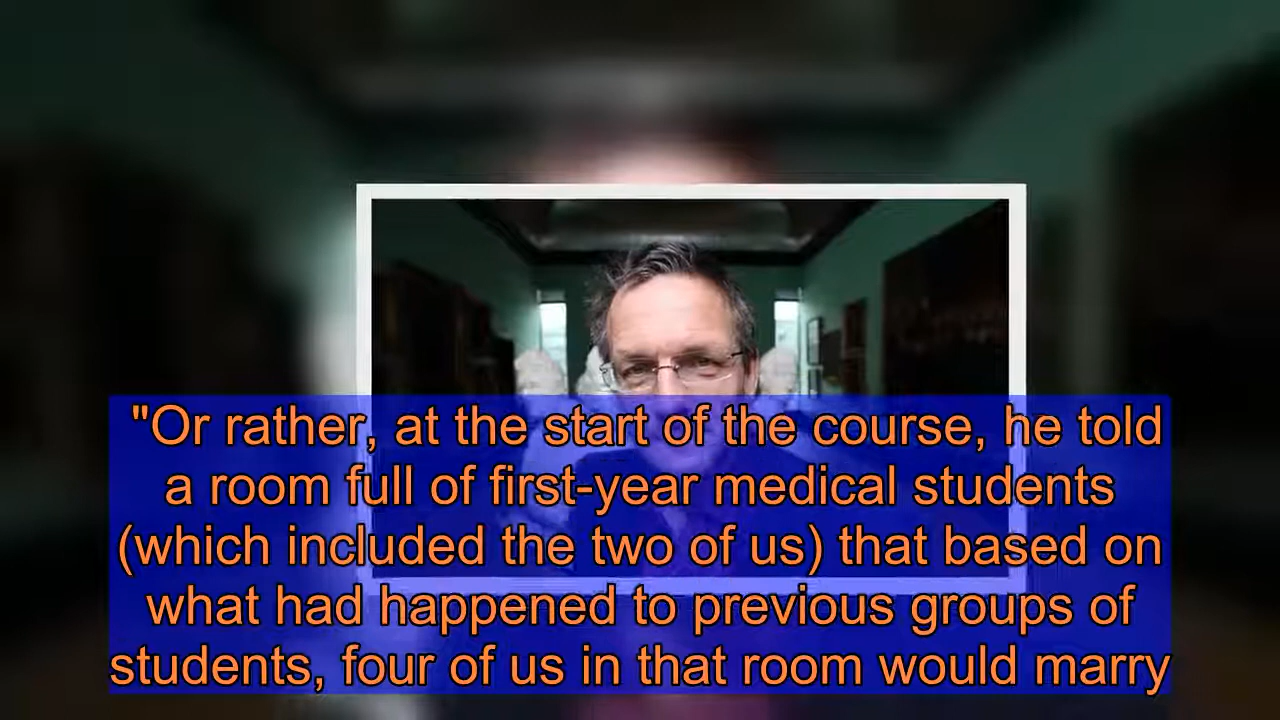 "Or rather, at the start of the course, he told
a room full of first-year medical students
(which included the two of us) that based on
what had happened to previous groups of
students, four of us in that room would marry